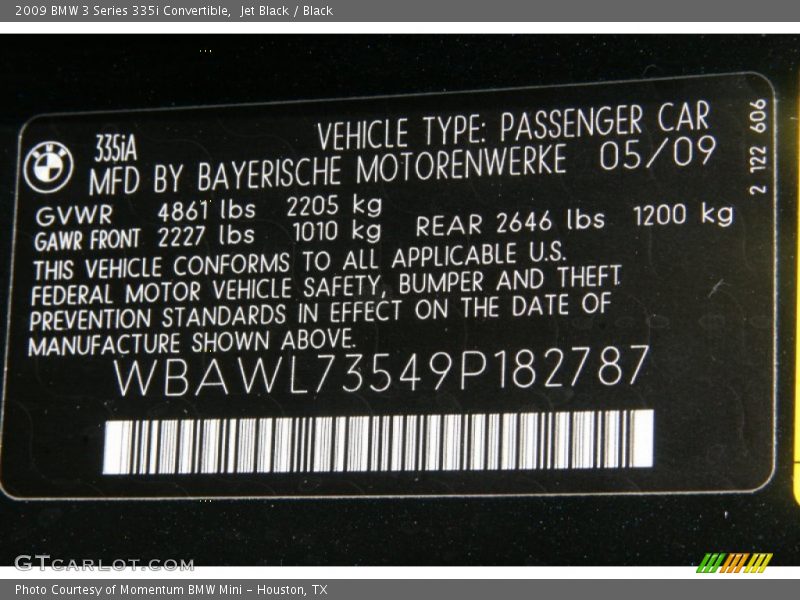 2009 BMW 3 Series 335i Convertible,  Jet Black / Black
335iA VEHICLE TYPE: PASSENGER CAR
MFD BY BAYERISCHE MOTORENWERKE 05/09
2 122 606
GVWR 4861 lbs 2205 kg
GAWR FRONT 2227 lbs 1010 kg REAR 2646 lbs 1200 kg
THIS VEHICLE CONFORMS TO ALL APPLICABLE U.S.
FEDERAL MOTOR VEHICLE SAFETY, BUMPER AND THEFT
PREVENTION STANDARDS IN EFFECT ON THE DATE OF
MANUFACTURE SHOWN ABOVE.
WBAWL73549P182787
GTCARLOT.COM
Photo Courtesy of Momentum BMW Mini - Houston, TX